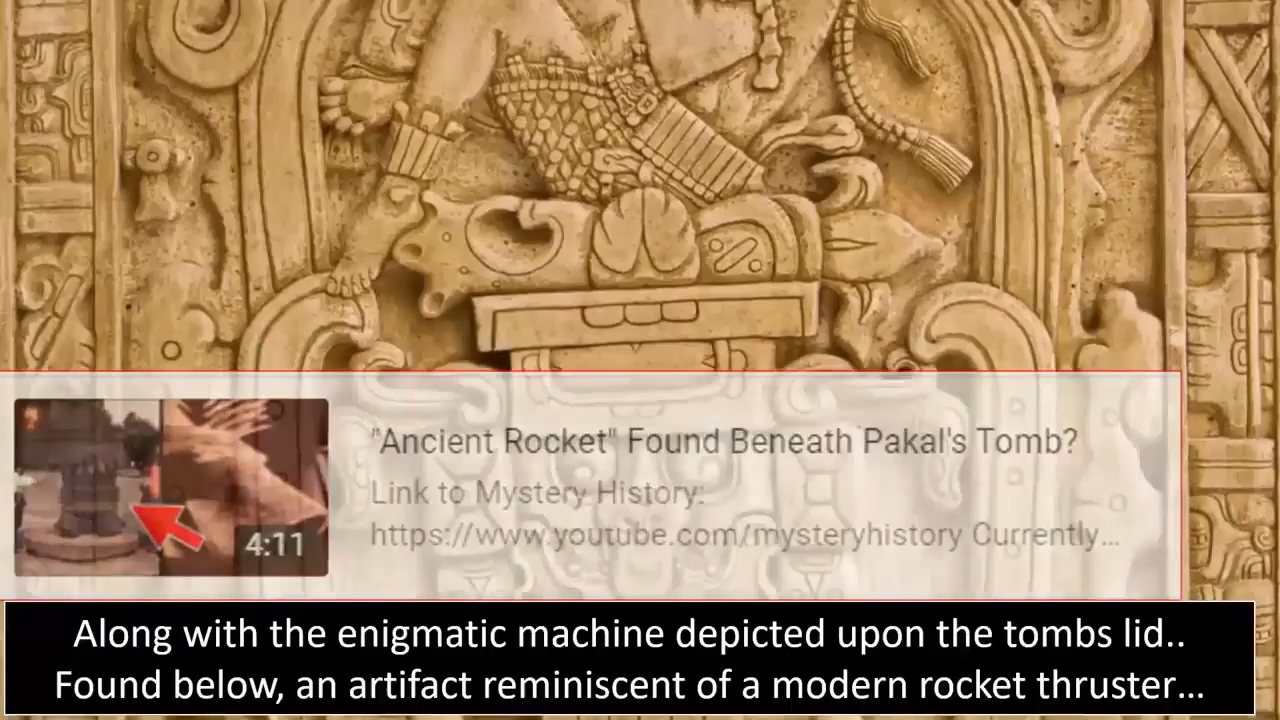 "Ancient Rocket" Found Beneath Pakal's Tomb?
Link to Mystery History:
https://www.youtube.com/mysteryhistory Currently...
4:11
Along with the enigmatic machine depicted upon the tombs lid..
Found below, an artifact reminiscent of a modern rocket thruster...